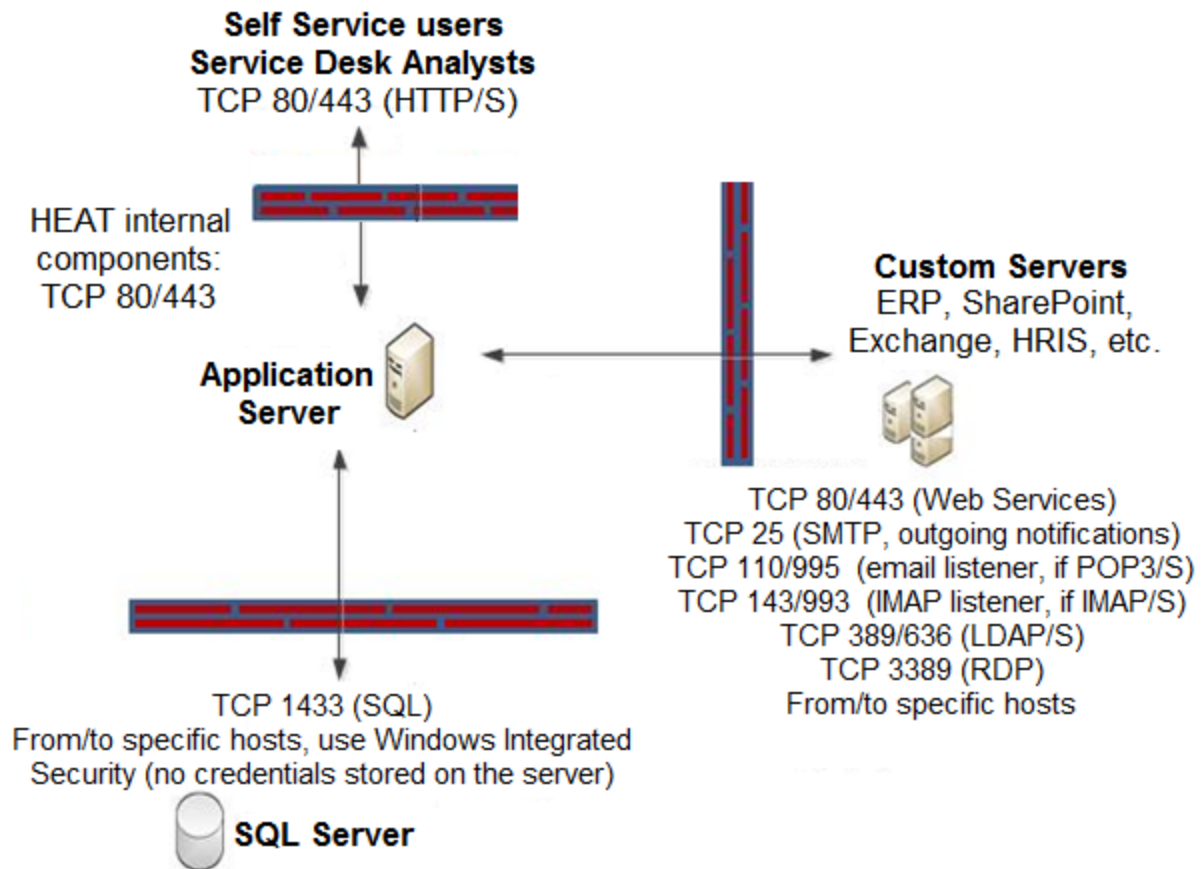 Self Service users
Service Desk Analysts
TCP 80/443 (HTTP/S)
HEAT internal
components:
TCP 80/443
Application
Server
Custom Servers
ERP, SharePoint,
Exchange, HRIS, etc.
TCP 80/443 (Web Services)
TCP 25 (SMTP, outgoing notifications)
TCP 110/995 (email listener, if POP3/S)
TCP 143/993 (IMAP listener, if IMAP/S)
TCP 389/636 (LDAP/S)
TCP 3389 (RDP)
From/to specific hosts
TCP 1433 (SQL)
From/to specific hosts, use Windows Integrated
Security (no credentials stored on the server)
SQL Server